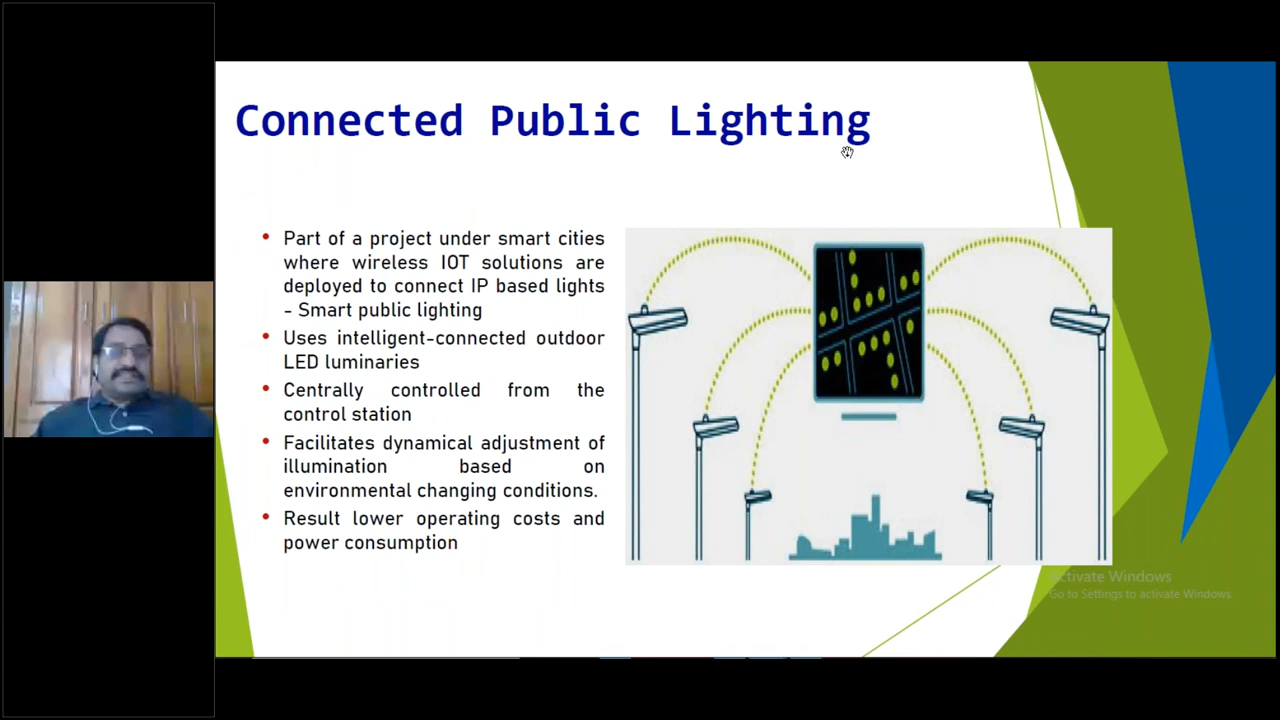 Connected Public Lighting
• Part of a project under smart cities
where wireless IOT solutions are
deployed to connect IP based lights
- Smart public lighting
• Uses intelligent-connected outdoor
LED luminaries
• Centrally controlled from the
control station
• Facilitates dynamical adjustment of
illumination based on
environmental changing conditions.
• Result lower operating costs and
power consumption
Activate Windows
Go to Settings to activate Windows.